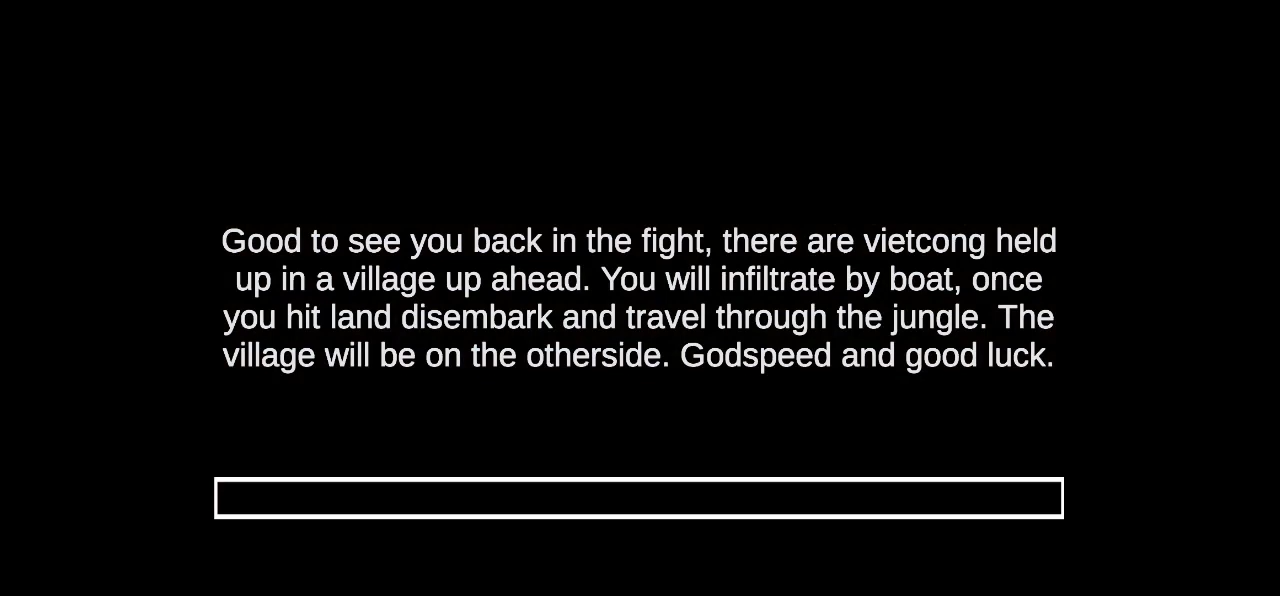 Good to see you back in the fight, there are vietcong held
up in a village up ahead. You will infiltrate by boat, once
you hit land disembark and travel through the jungle. The
village will be on the otherside. Godspeed and good luck.